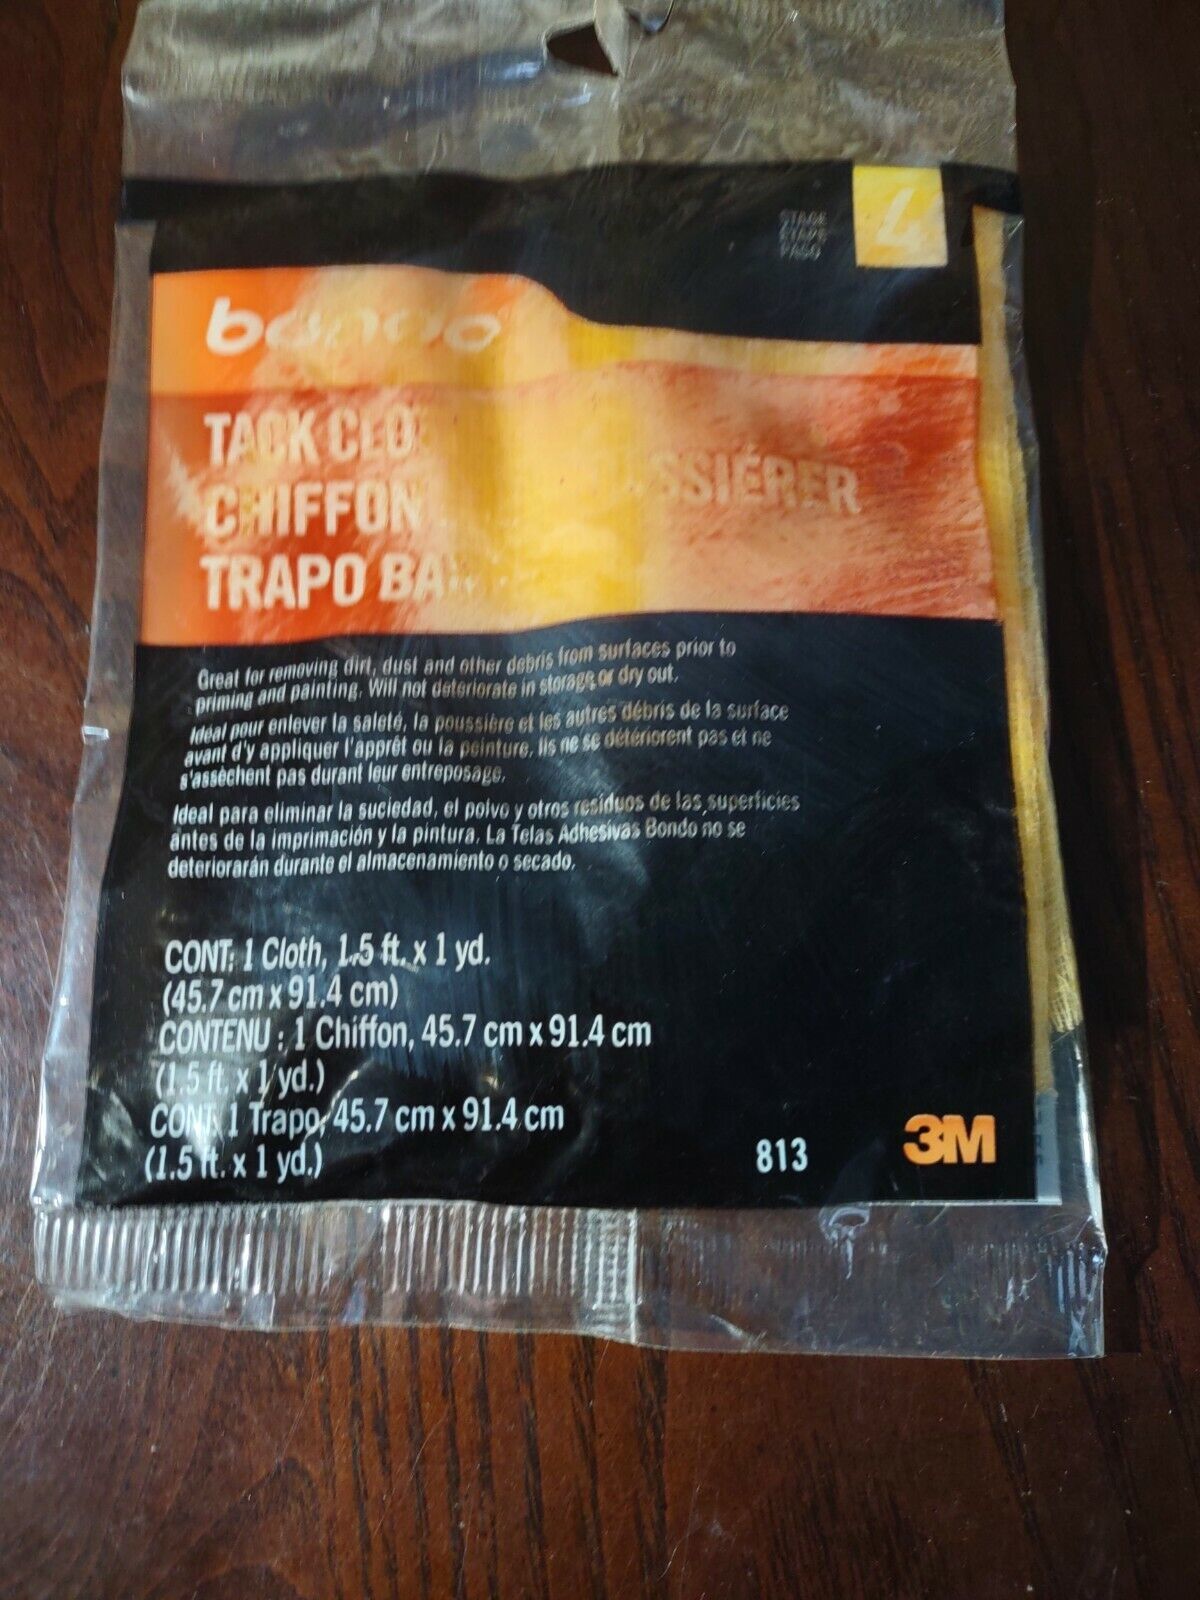 STAGE
ÉTAPE
PASO
4
bondo
TACK CLO
CHIFFON SSIÉRER
TRAPO BA
Great for removing dirt, dust and other debris from surfaces prior to
priming and painting. Will not deteriorate in storage or dry out.
Idéal pour enlever la saleté, la poussière et les autres débris de la surface
avant d'y appliquer l'apprêt ou la peinture. Ils ne se détériorent pas et ne
s'assèchent pas durant leur entreposage.
Ideal para eliminar la suciedad, el polvo y otros residuos de las superficies
antes de la imprimación y la pintura. La Telas Adhesivas Bondo no se
deteriorarán durante el almacenamiento o secado.
CONT: 1 Cloth, 1.5 ft. x 1 yd.
(45.7 cm x 91.4 cm)
CONTENU : 1 Chiffon, 45.7 cm x 91.4 cm
(1.5 ft. x 1 yd.)
CONT. 1 Trapo, 45.7 cm x 91.4 cm
(1.5 ft. x 1 yd.)
813
3M